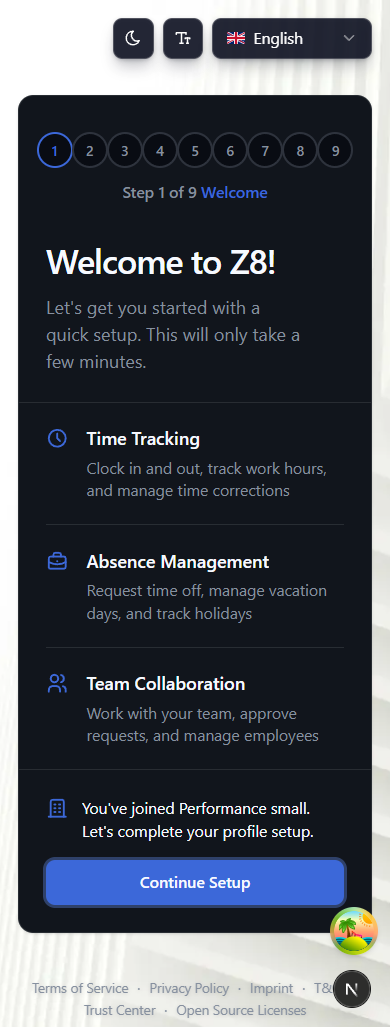 English
1 2 3 4 5 6 7 8 9
Step 1 of 9 Welcome
Welcome to Z8!
Let's get you started with a
quick setup. This will only take a
few minutes.
Time Tracking
Clock in and out, track work hours,
and manage time corrections
Absence Management
Request time off, manage vacation
days, and track holidays
Team Collaboration
Work with your team, approve
requests, and manage employees
You've joined Performance small.
Let's complete your profile setup.
Continue Setup
Terms of Service · Privacy Policy · Imprint ·
N
Trust Center · Open Source Licenses